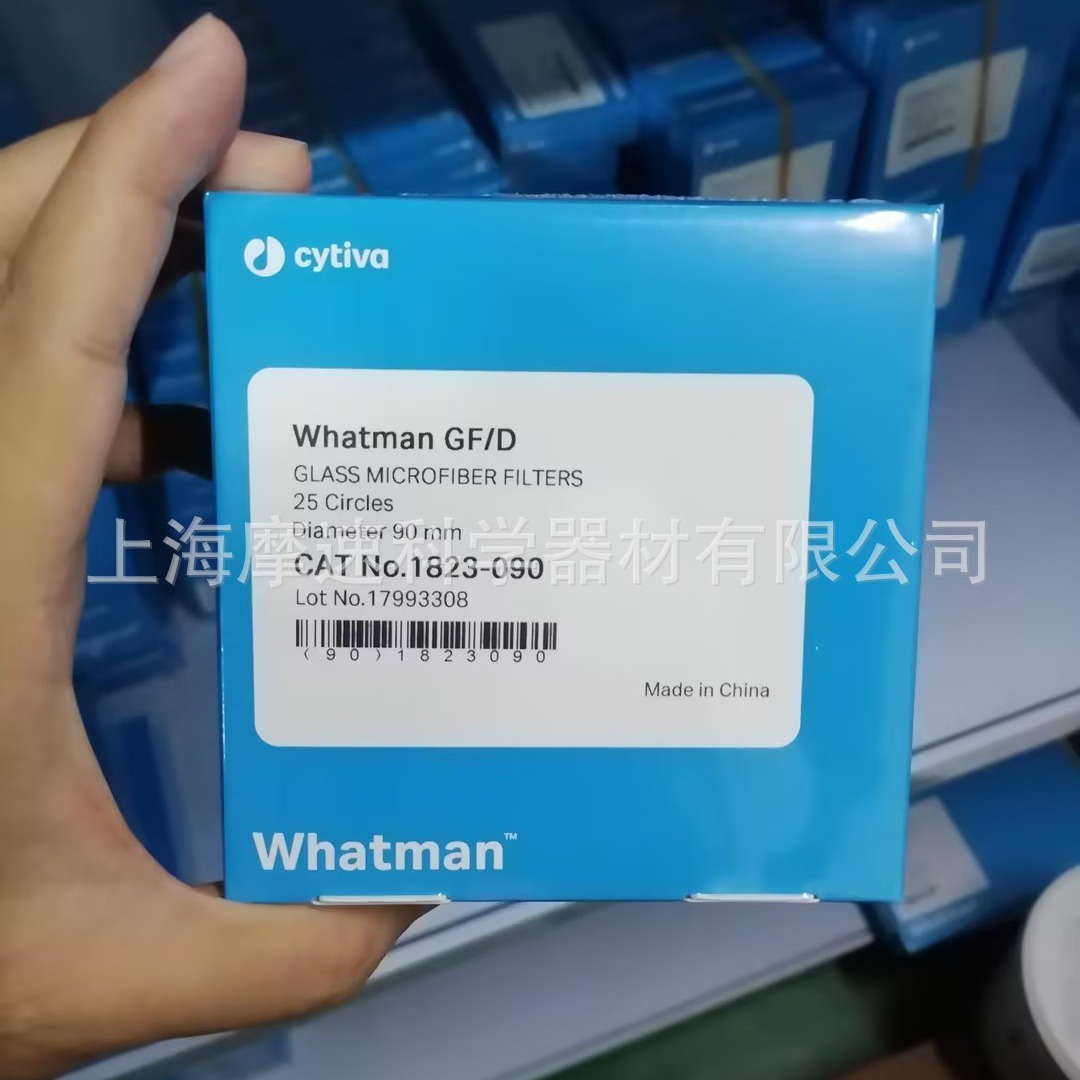 cytiva
Whatman GF/D
GLASS MICROFIBER FILTERS
25 Circles
Diameter 90 mm
上海摩速科学器材有限公司
CAT No.1823-090
Lot No.17993308
(90)1823090
Made in China
Whatman™